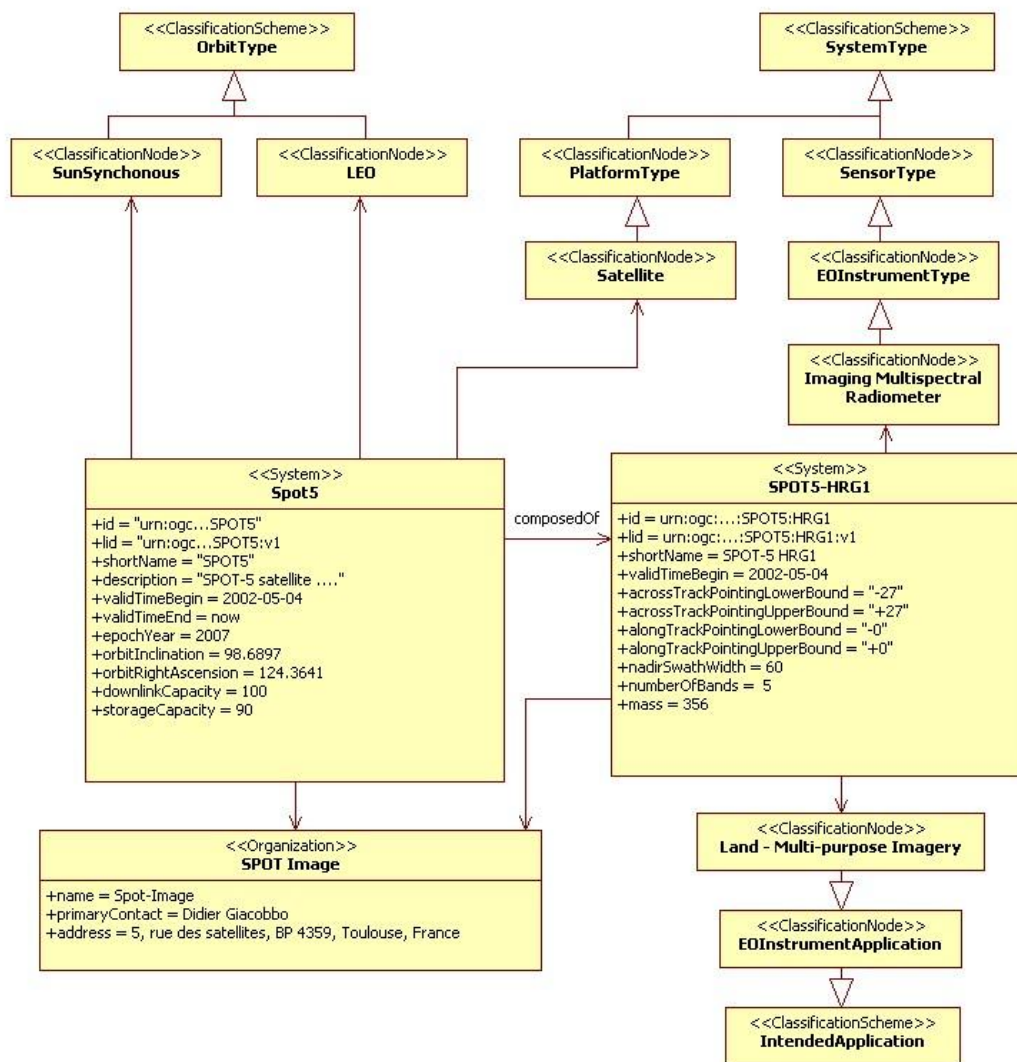 <<ClassificationScheme>>
OrbitType
<<ClassificationScheme>>
SystemType
<<ClassificationNode>>
SunSynchonous
<<ClassificationNode>>
LEO
<<ClassificationNode>>
PlatformType
<<ClassificationNode>>
SensorType
<<ClassificationNode>>
Satellite
<<ClassificationNode>>
EOInstrumentType
<<ClassificationNode>>
Imaging Multispectral
Radiometer
<<System>>
Spot5
+id = "urn:ogc...SPOT5"
+lid = "urn:ogc...SPOT5:v1
+shortName = "SPOT5"
+description = "SPOT-5 satellite ...."
+validTimeBegin = 2002-05-04
+validTimeEnd = now
+epochYear = 2007
+orbitInclination = 98.6897
+orbitRightAscension = 124.3641
+downlinkCapacity = 100
+storageCapacity = 90
composedOf
<<System>>
SPOT5-HRG1
+id = urn:ogc:...:SPOT5:HRG1
+lid = urn:ogc:...:SPOT5:HRG1:v1
+shortName = SPOT-5 HRG1
+validTimeBegin = 2002-05-04
+acrossTrackPointingLowerBound = "-27"
+acrossTrackPointingUpperBound = "+27"
+alongTrackPointingLowerBound = "-0"
+alongTrackPointingUpperBound = "+0"
+nadirSwathWidth = 60
+numberOfBands = 5
+mass = 356
<<Organization>>
SPOT Image
+name = Spot-Image
+primaryContact = Didier Giacobbo
+address = 5, rue des satellites, BP 4359, Toulouse, France
<<ClassificationNode>>
Land - Multi-purpose Imagery
<<ClassificationNode>>
EOInstrumentApplication
<<ClassificationScheme>>
IntendedApplication